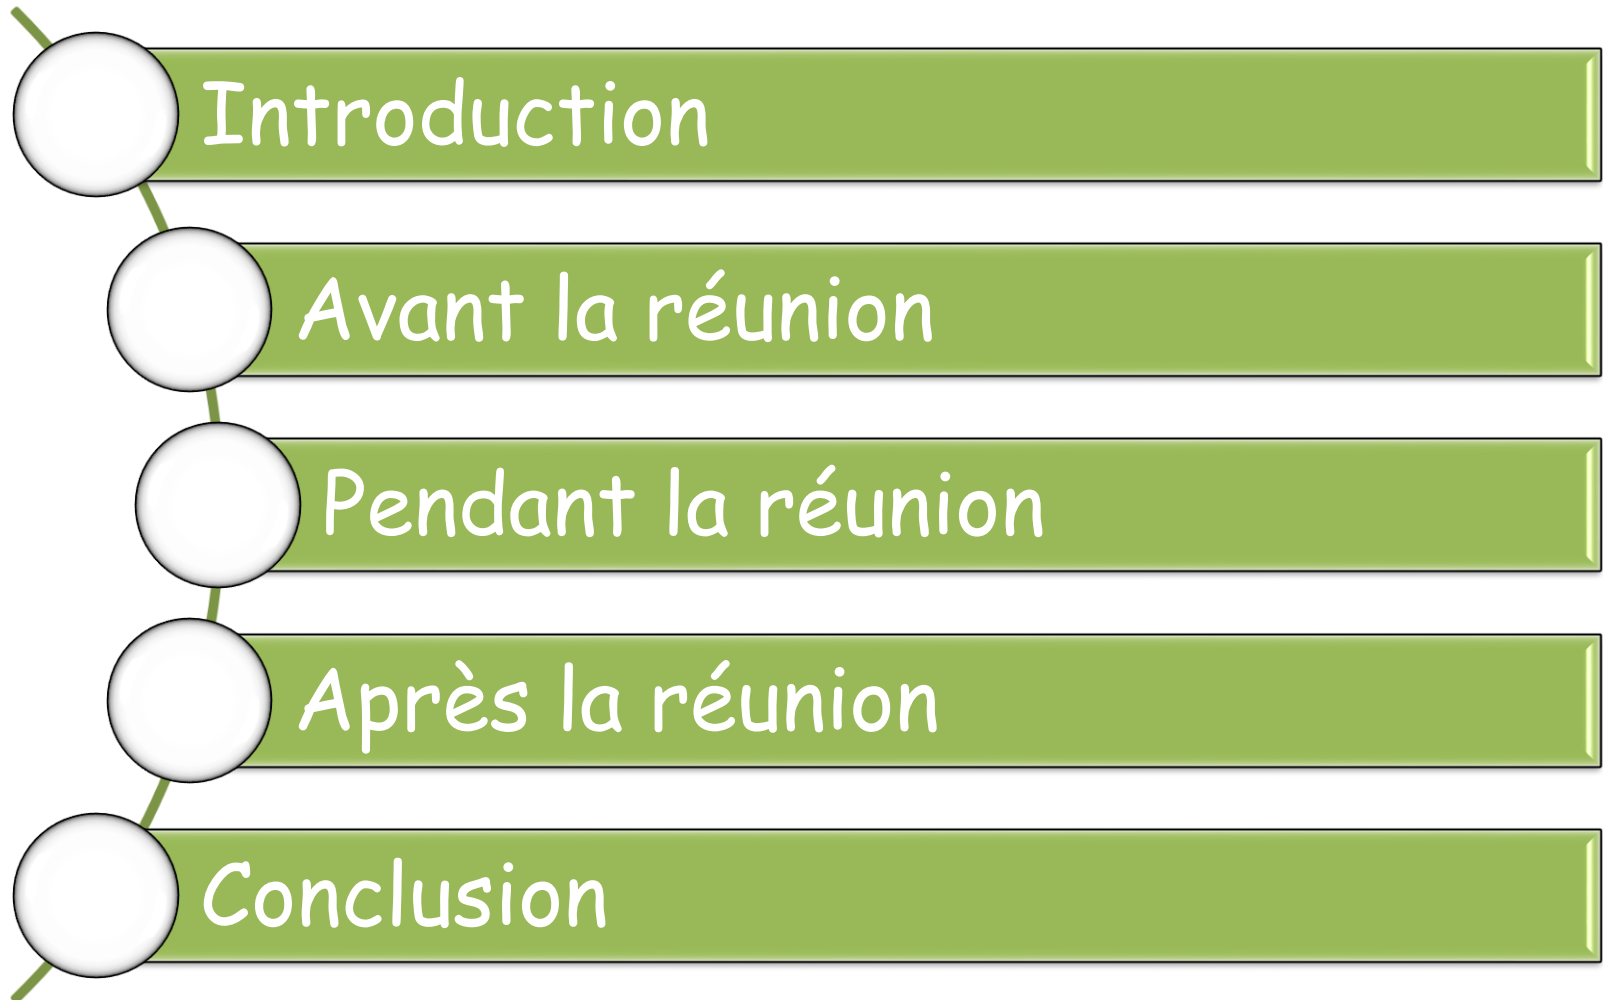 Introduction
Avant la réunion
Pendant la réunion
Après la réunion
Conclusion